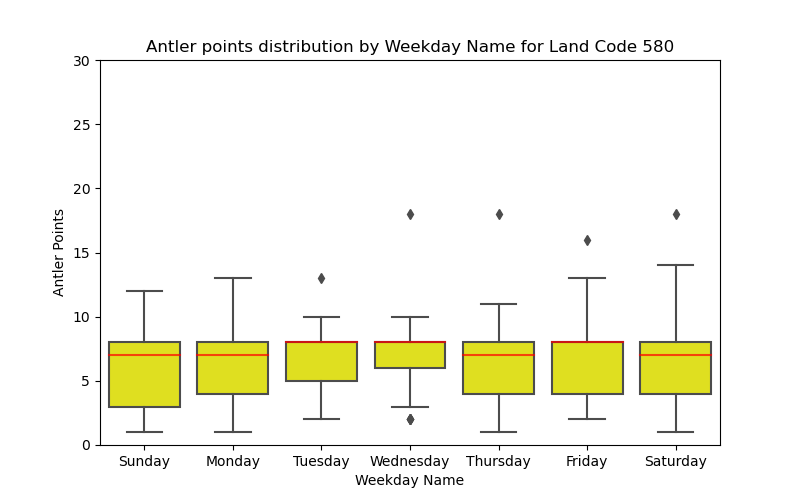 Antler points distribution by Weekday Name for Land Code 580
30
25
20
15
10
5
0
Antler Points
Sunday Monday Tuesday Wednesday Thursday Friday Saturday
Weekday Name